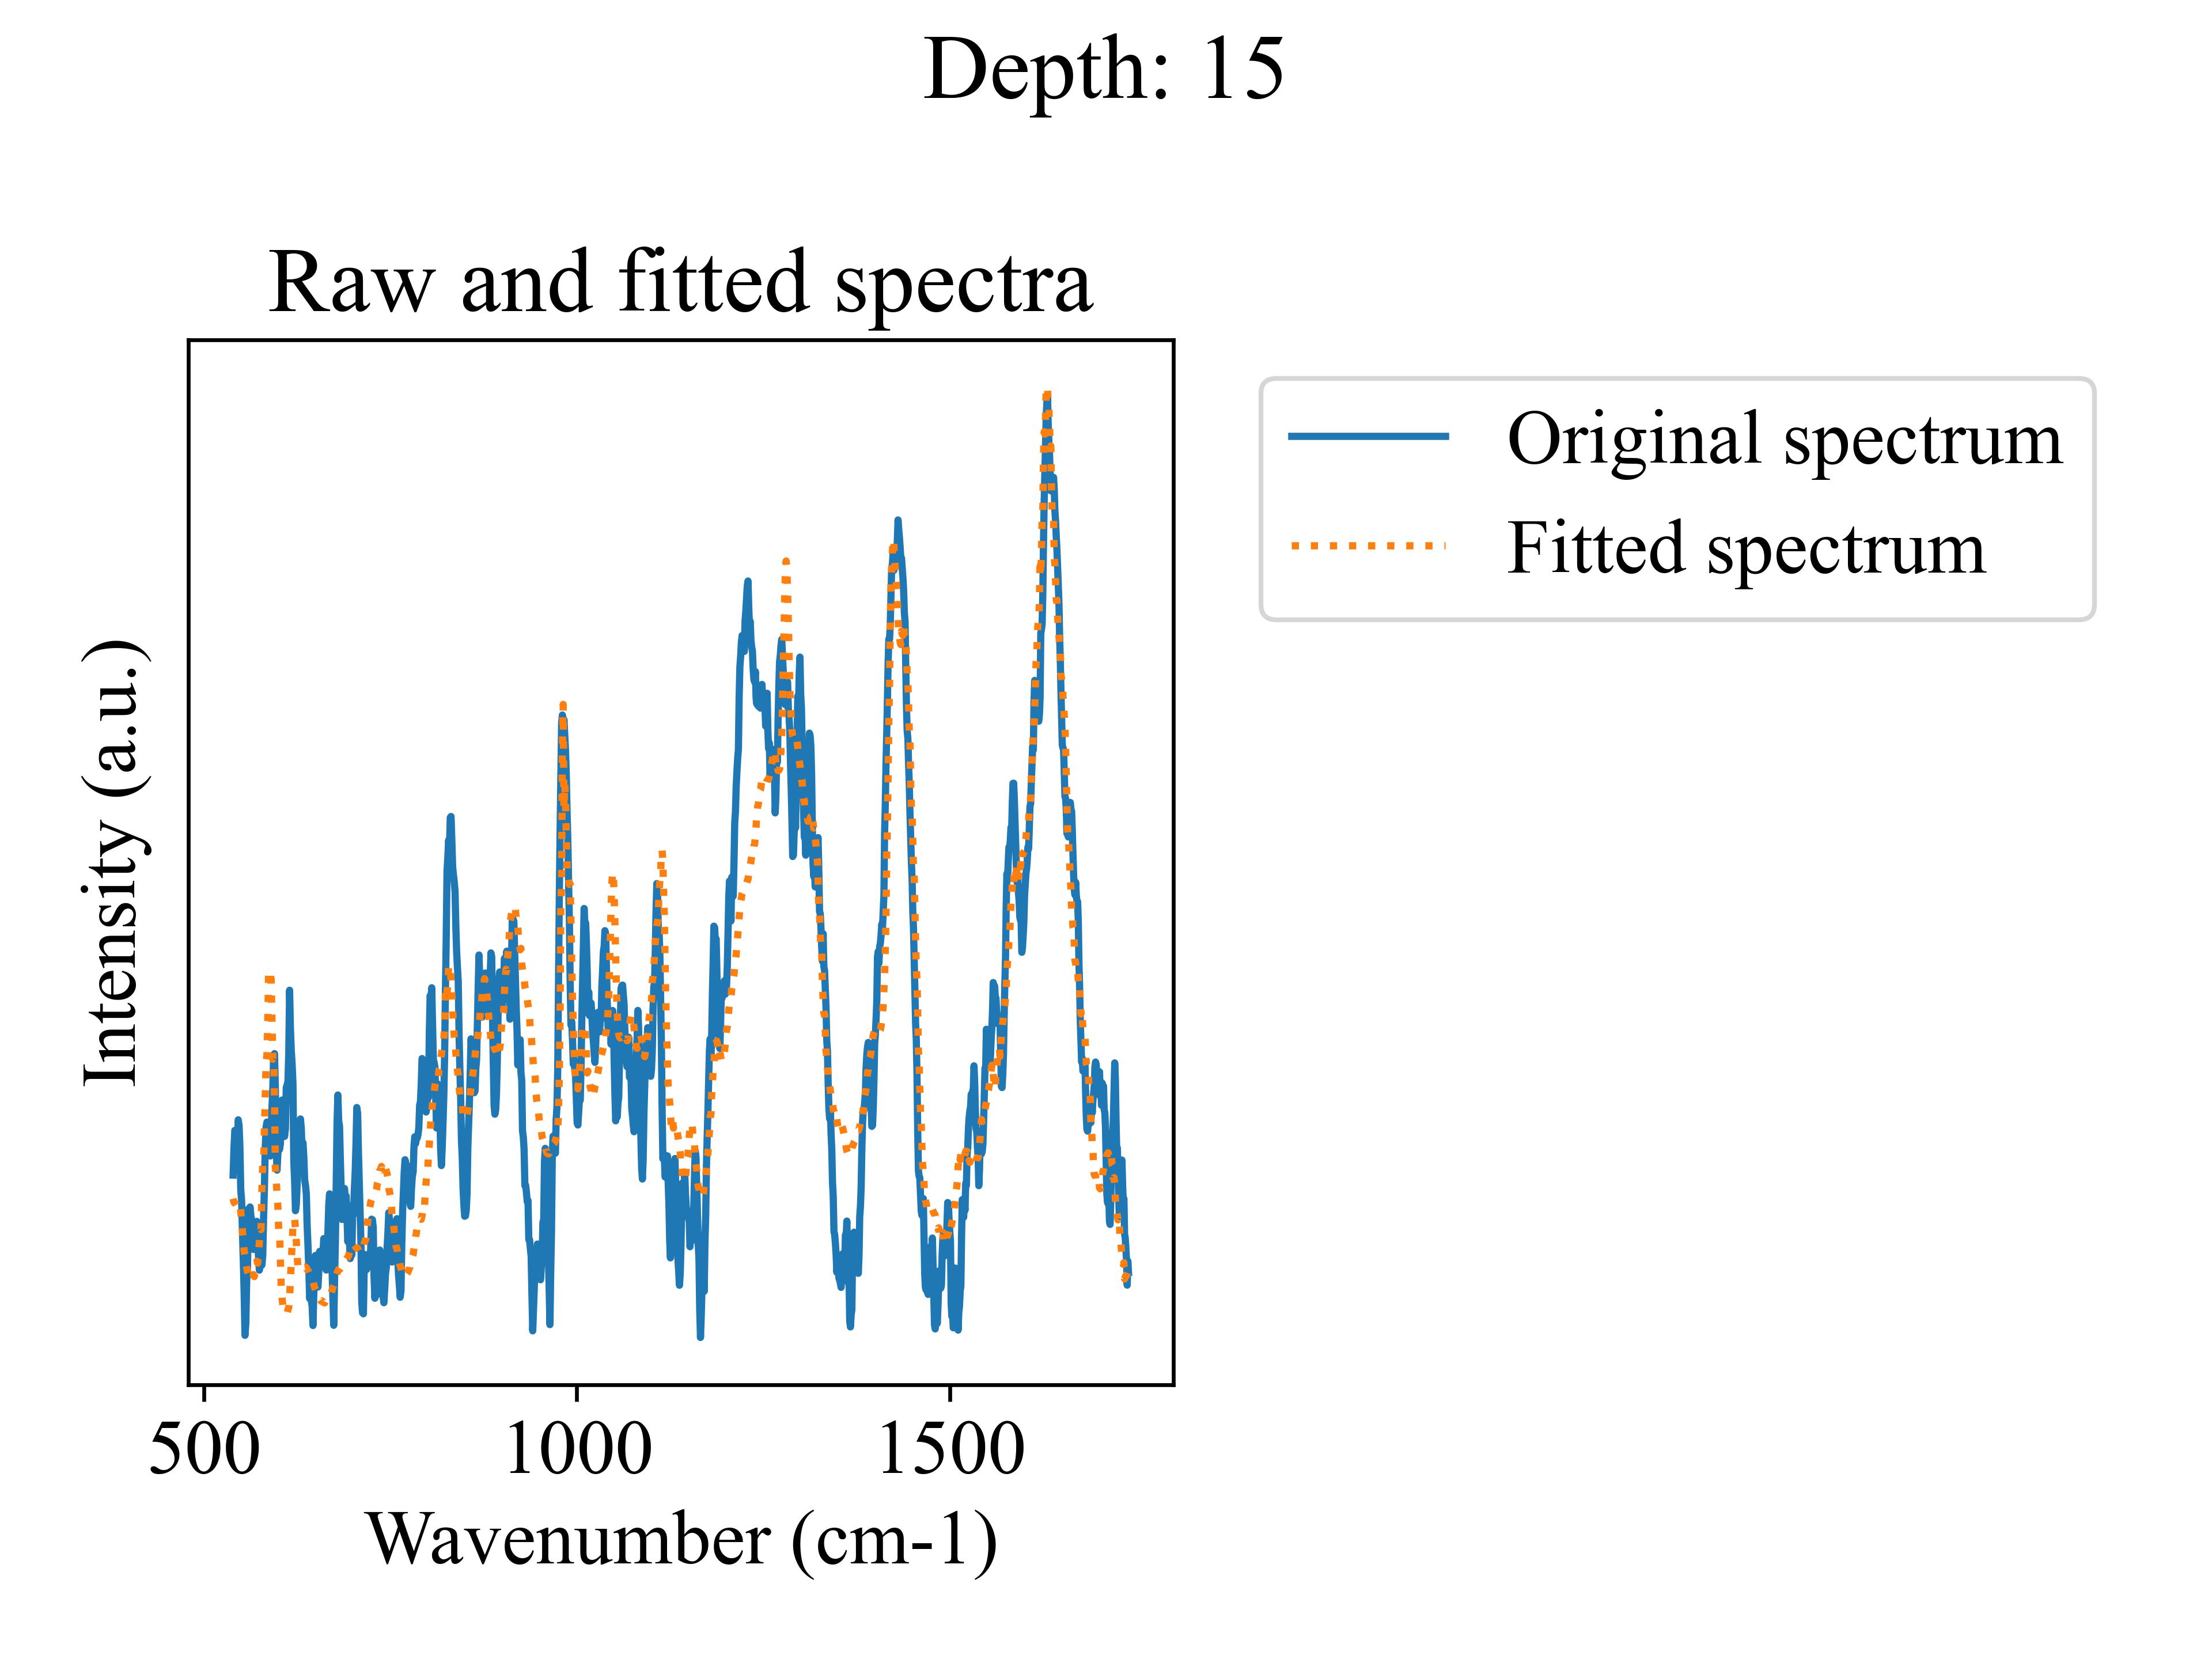 Depth: 15
Raw and fitted spectra
Original spectrum
Fitted spectrum
Intensity (a.u.)
500 1000 1500
Wavenumber (cm-1)